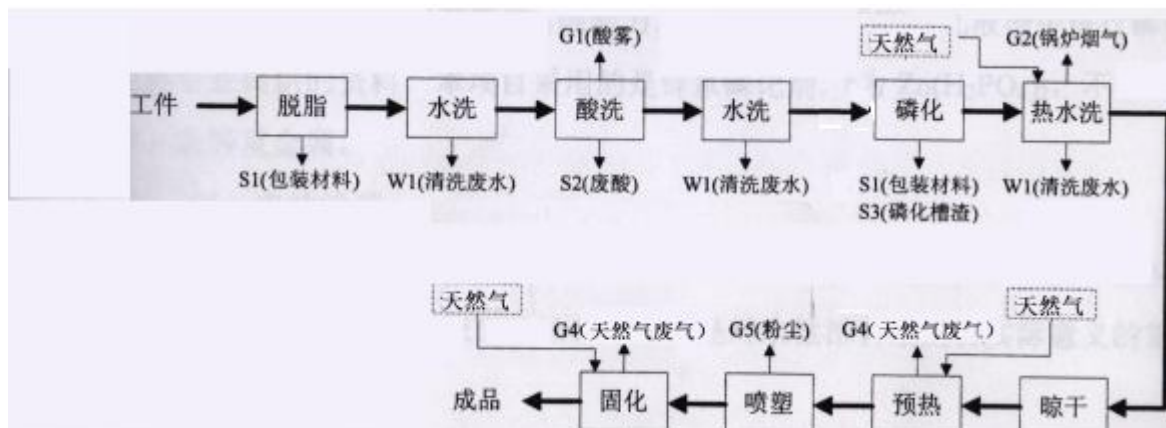 G1(酸雾)
天然气
G2(锅炉烟气)
工件
脱脂
水洗
酸洗
水洗
磷化
热水洗
S1(包装材料)
W1(清洗废水)
S2(废酸)
W1(清洗废水)
S1(包装材料)
S3(磷化槽渣)
W1(清洗废水)
天然气
天然气
G4(天然气废气)
G5(粉尘)
G4(天然气废气)
成品
固化
喷塑
预热
晾干